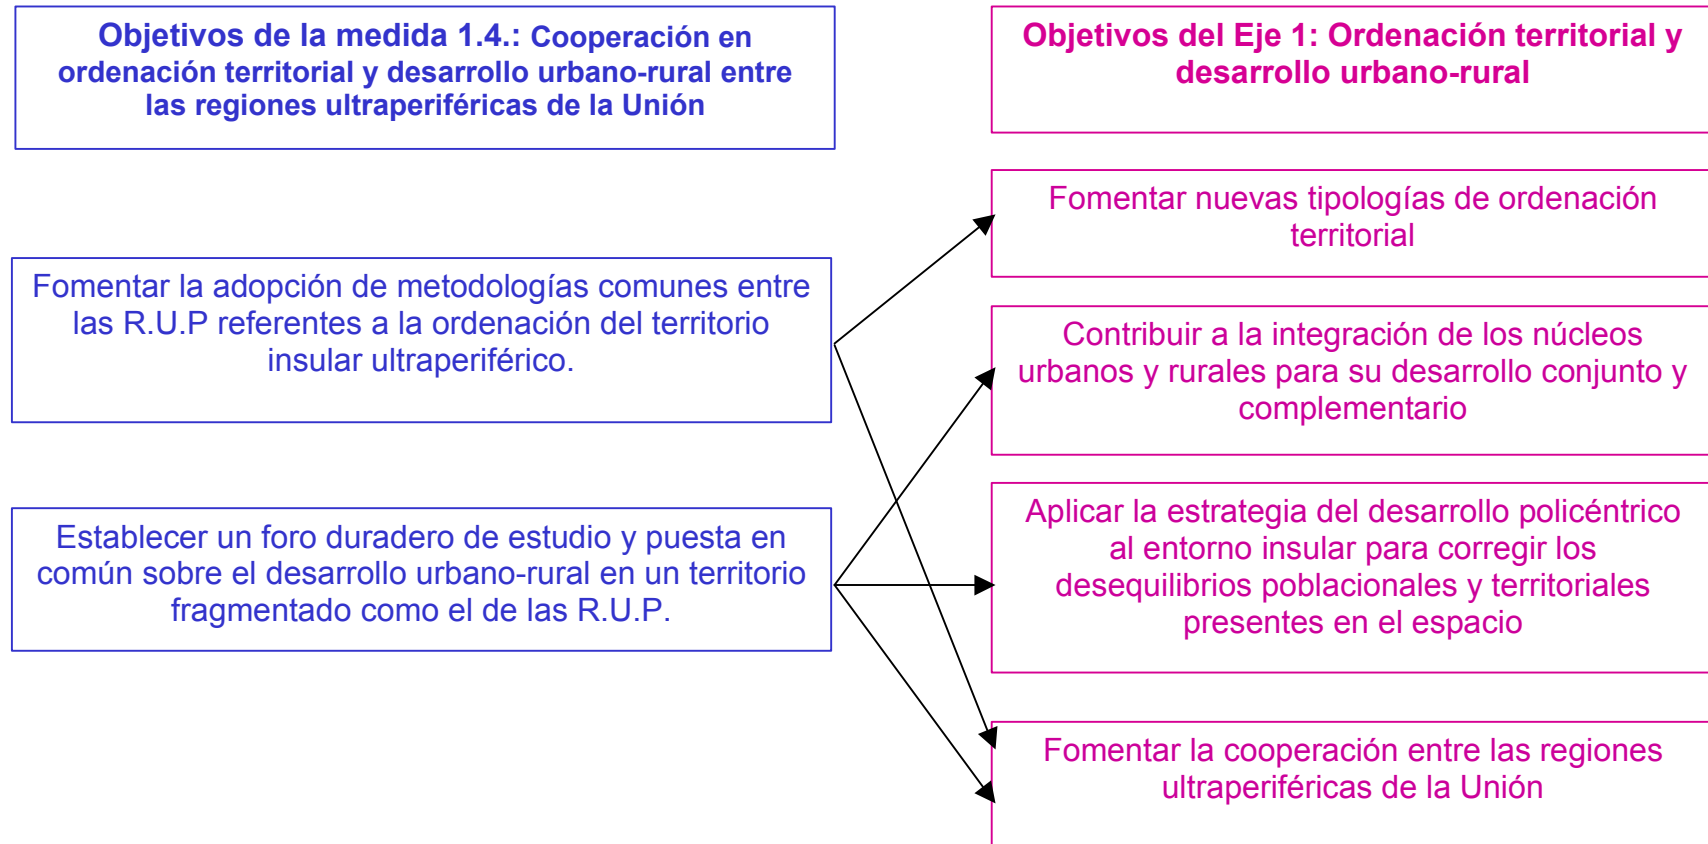 Objetivos de la medida 1.4.: Cooperación en
ordenación territorial y desarrollo urbano-rural entre
las regiones ultraperiféricas de la Unión
Fomentar la adopción de metodologías comunes entre
las R.U.P referentes a la ordenación del territorio
insular ultraperiférico.
Establecer un foro duradero de estudio y puesta en
común sobre el desarrollo urbano-rural en un territorio
fragmentado como el de las R.U.P.
Objetivos del Eje 1: Ordenación territorial y
desarrollo urbano-rural
Fomentar nuevas tipologías de ordenación
territorial
Contribuir a la integración de los núcleos
urbanos y rurales para su desarrollo conjunto y
complementario
Aplicar la estrategia del desarrollo policéntrico
al entorno insular para corregir los
desequilibrios poblacionales y territoriales
presentes en el espacio
Fomentar la cooperación entre las regiones
ultraperiféricas de la Unión